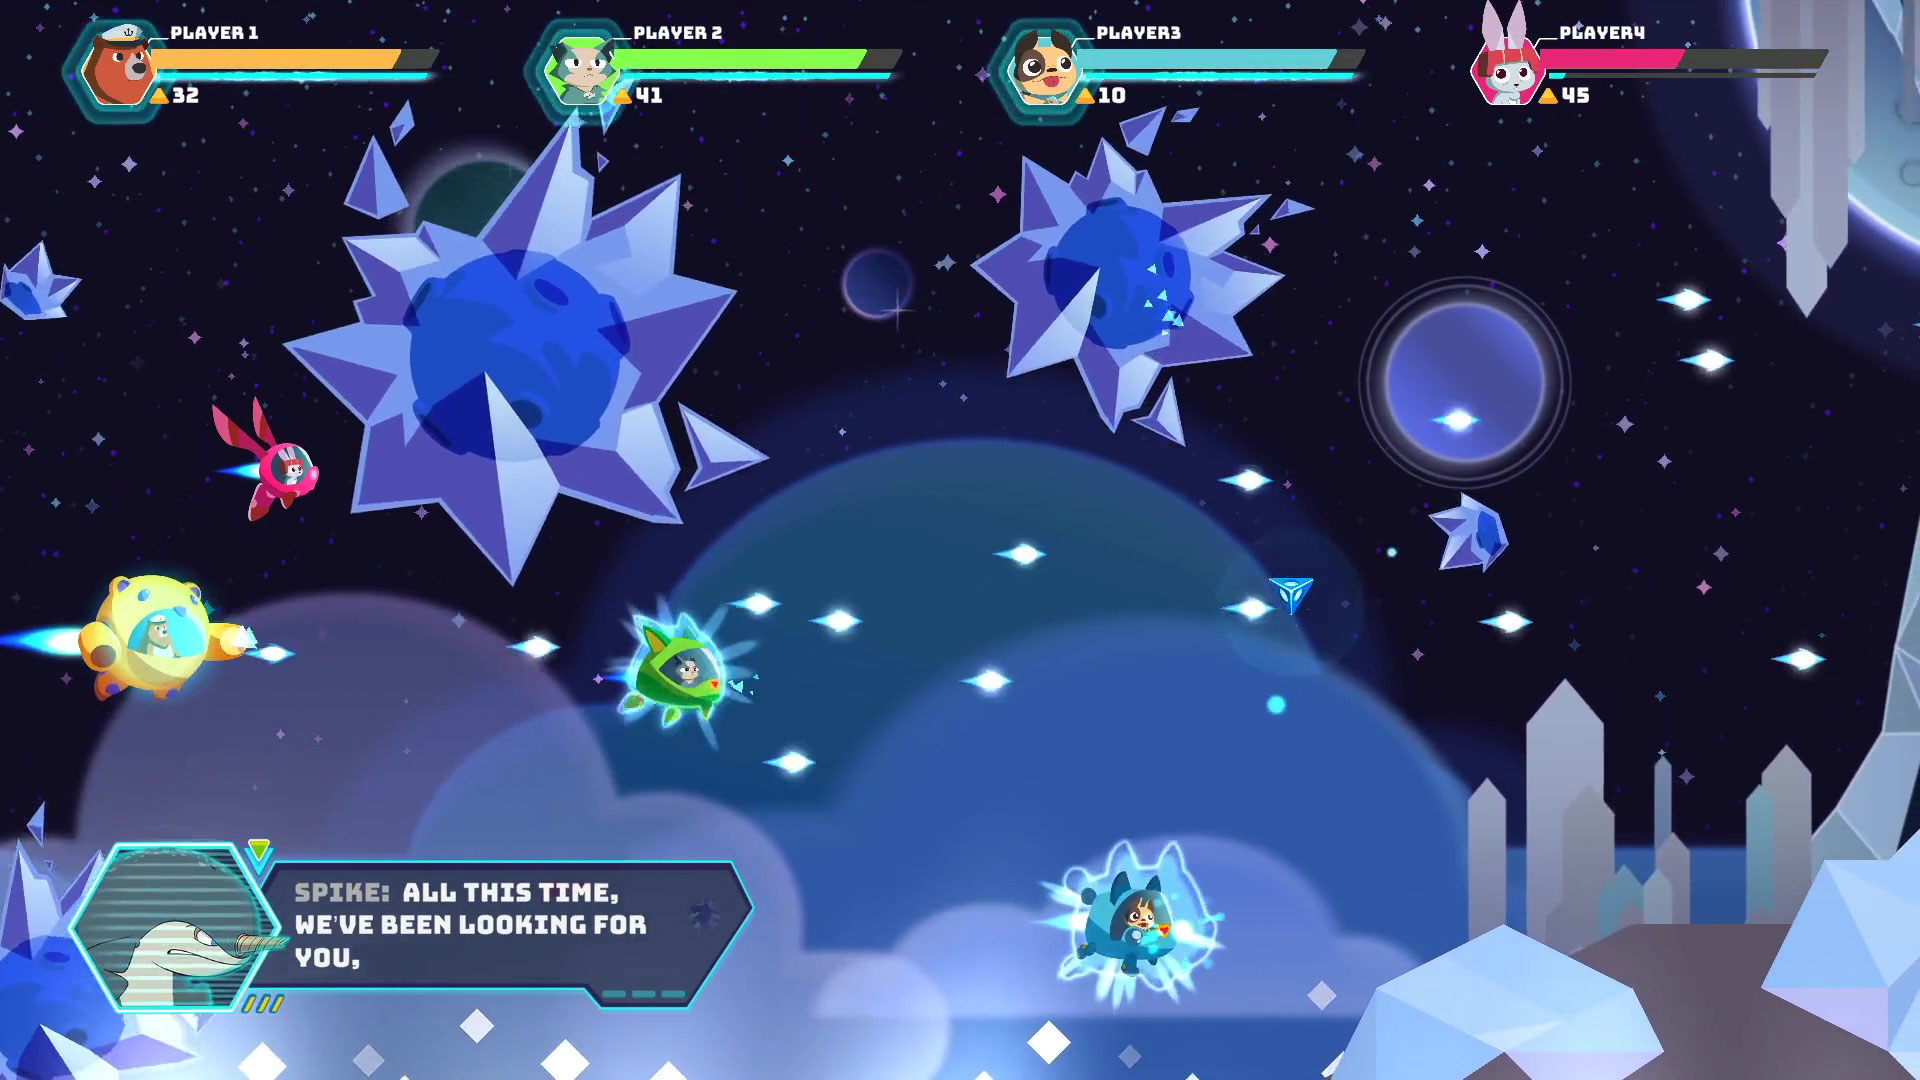 PLAYER 1
32
PLAYER 2
41
PLAYER3
10
PLAYER4
45
SPIKE: ALL THIS TIME,
WE'VE BEEN LOOKING FOR
YOU,